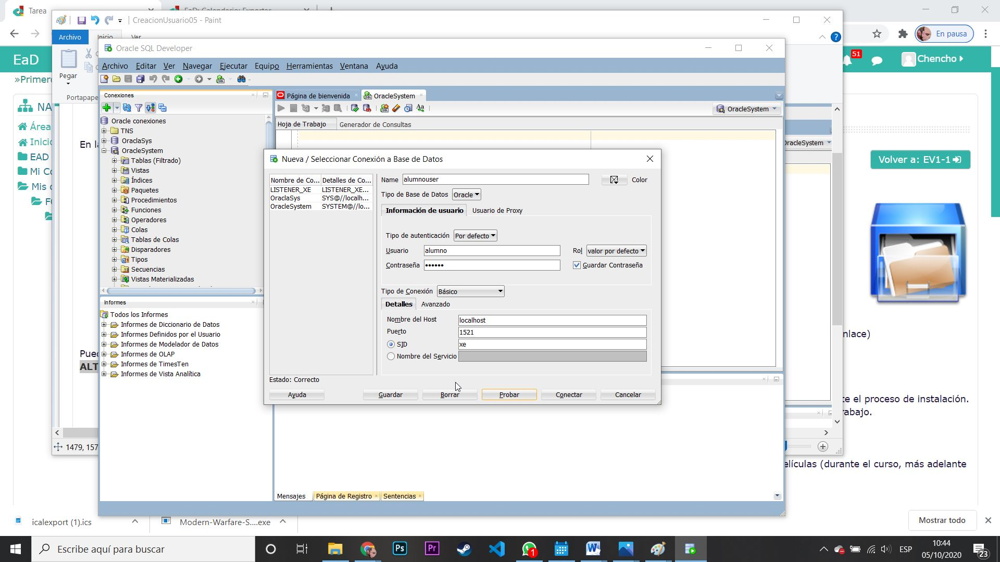 Tarea
EaD: Calendario: Exportar
CreacionUsuario05 - Paint
En pausa
Archivo
Inicio
Ver
Oracle SQL Developer
EaD
51
Chencho
Archivo Editar Ver Navegar Ejecutar Equipo Herramientas Ventana Ayuda
Pegar
»Primero
Portapape
Conexiones
Página de bienvenida
OracleSystem
NA
OracleSystem
Oracle conexiones
Hoja de Trabajo
Generador de Consultas
Área
TNS
OraclaSys
Inicio
En la
OracleSystem
OracleSystem
EAD
Tablas (Filtrado)
Volver a: EV1-1
Mi Co
Vistas
Índices
Mis c
Paquetes
Procedimientos
Funciones
Operadores
Colas
Tablas de Colas
Disparadores
Tipos
Secuencias
Vistas Materializadas
Nueva / Seleccionar Conexión a Base de Datos
Nombre de Co... Detalles de Co...
LISTENER_XE LISTENER_XE...
OraclaSys SYS@//localh...
OracleSystem SYSTEM@//lo...
Name alumnouser
Color
Tipo de Base de Datos Oracle
Información de usuario Usuario de Proxy
Tipo de autenticación Por defecto
Usuario alumno
Rol valor por defecto
Contraseña ••••••
Guardar Contraseña
Tipo de Conexión Básico
Detalles Avanzado
Nombre del Host localhost
Puerto 1521
SID xe
Nombre del Servicio
Estado: Correcto
Ayuda Guardar Borrar Probar Conectar Cancelar
Informes
Todos los Informes
Informes de Diccionario de Datos
Informes Definidos por el Usuario
Informes de Modelador de Datos
Informes de OLAP
Informes de TimesTen
Informes de Vista Analítica
nlace)
Pued
ALT
te el proceso de instalación.
rabajo.
1479, 157
elículas (durante el curso, más adelante
Mensajes Página de Registro Sentencias
icalexport (1).ics
Modern-Warfare-S....exe
Mostrar todo
Escribe aquí para buscar
Ps
Pr
1
ESP
10:44
05/10/2020
23